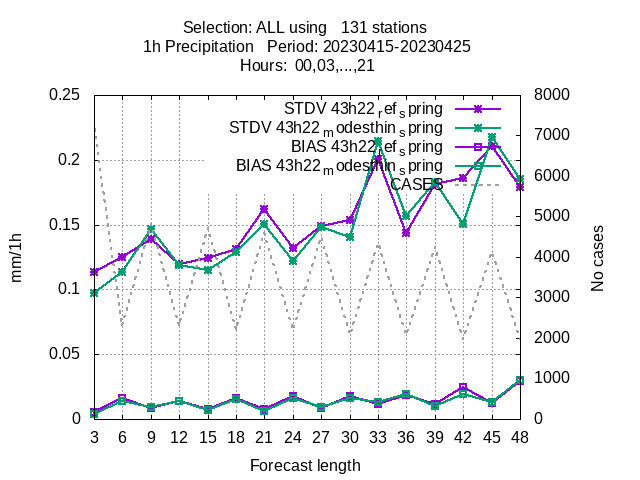 Selection: ALL using   131 stations
1h Precipitation   Period: 20230415-20230425
Hours:  00,03,...,21
0.25 8000
STDV 43h22_ref_spring
7000
STDV 43h22_modesthin_spring
BIAS 43h22_ref_spring
0.2
BIAS 43h22_modesthin_spring
6000
CASES
0.15 5000
4000
mm/1h
No cases
0.1 3000
2000
0.05
1000
0 0
3 6 9 12 15 18 21 24 27 30 33 36 39 42 45 48
Forecast length